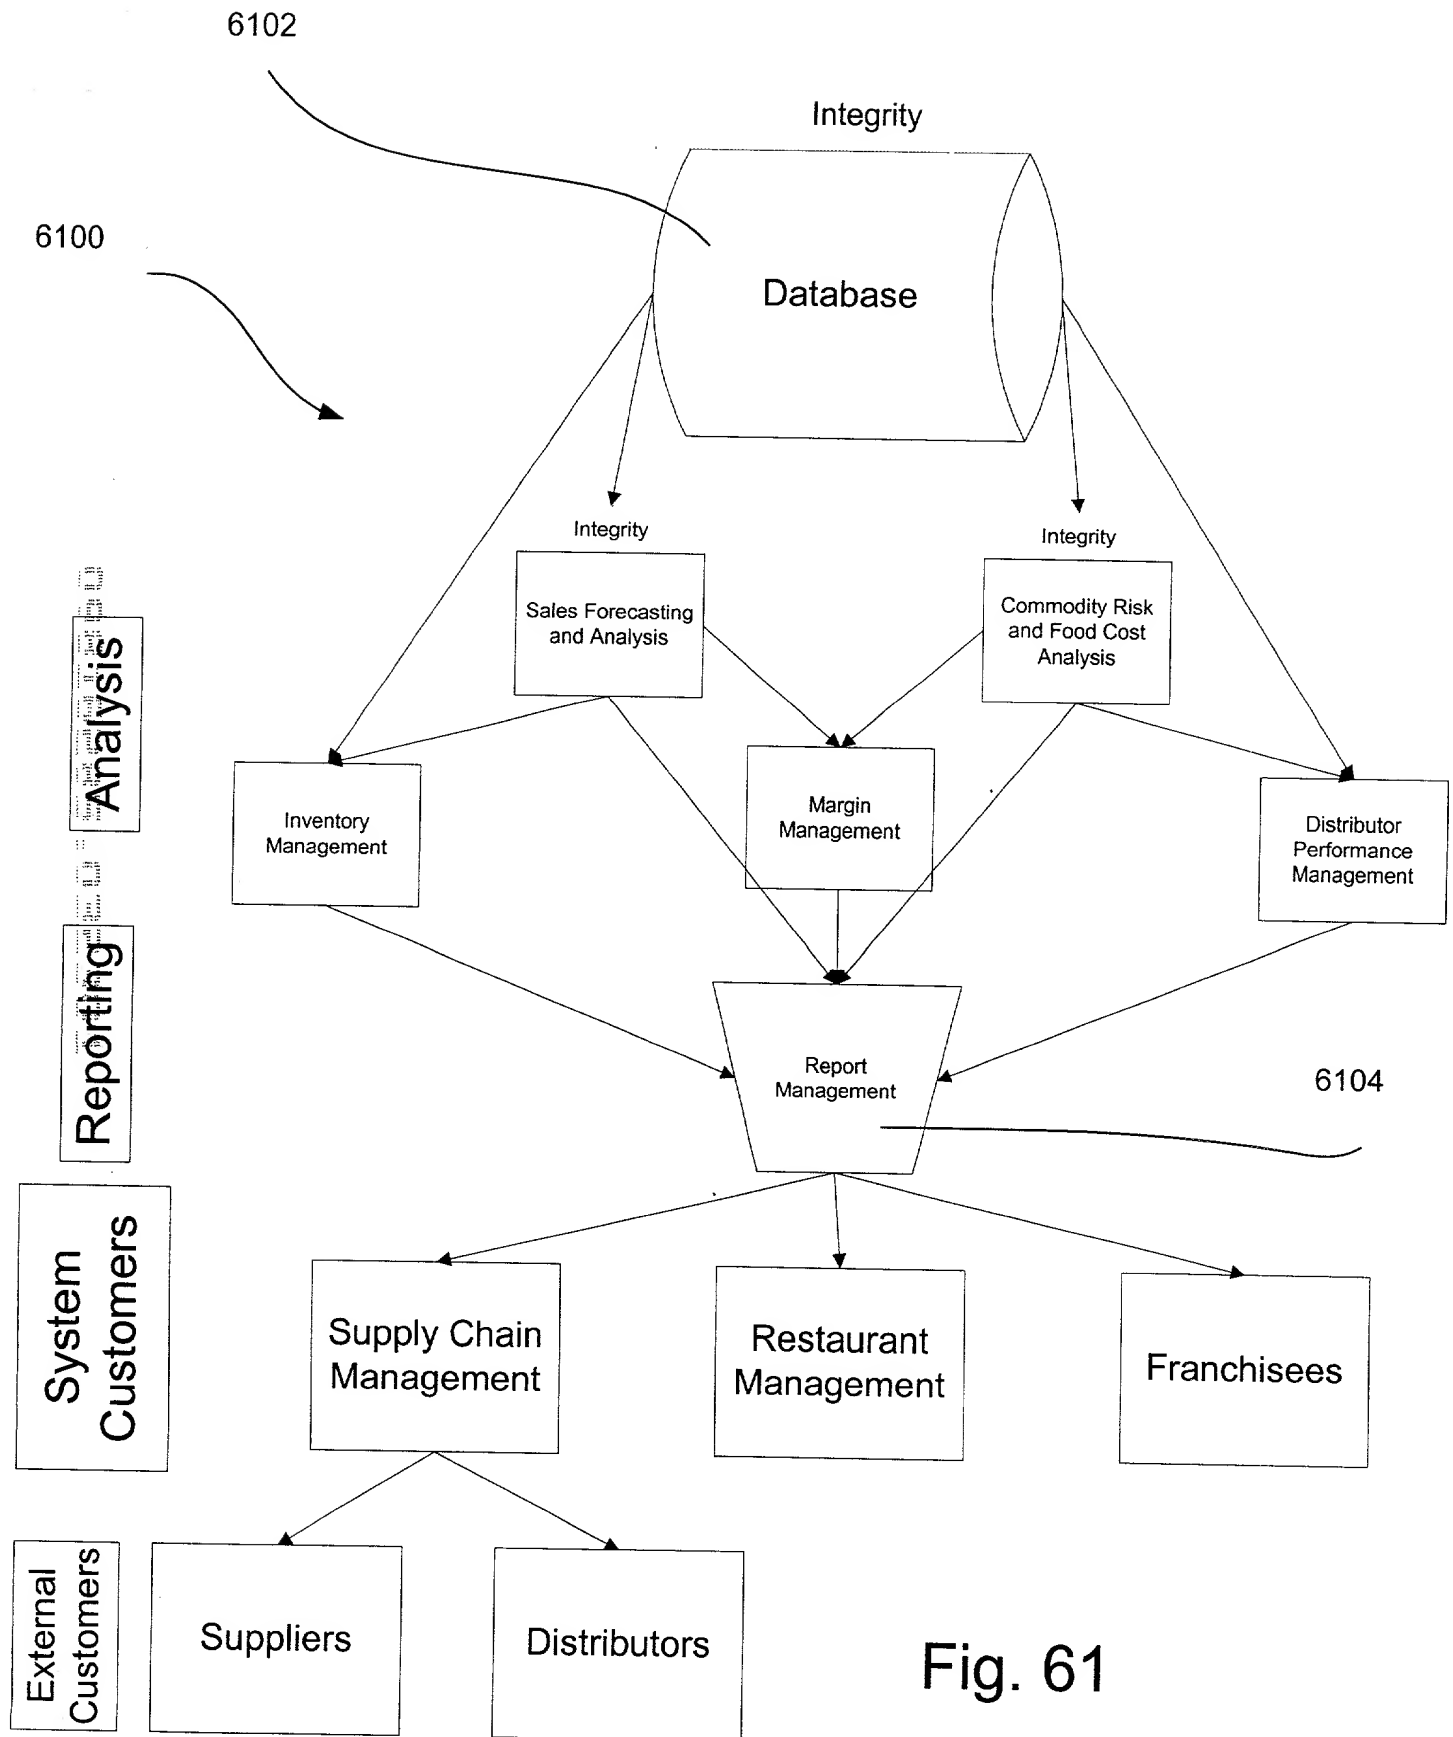 6102
Integrity
6100
Database
Integrity
Integrity
Sales Forecasting
and Analysis
Commodity Risk
and Food Cost
Analysis
Analysis
Inventory
Management
Margin
Management
Distributor
Performance
Management
Reporting
Report
Management
6104
System
Customers
Supply Chain
Management
Restaurant
Management
Franchisees
External
Customers
Suppliers
Distributors
Fig. 61